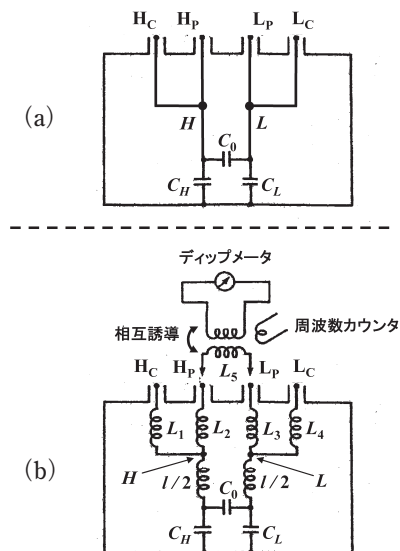 (a)
H_C H_P L_P L_C
H L
C_0
C_H C_L
ディップメータ
相互誘導
周波数カウンタ
H_C H_P L_5 L_P L_C
(b)
L_1 L_2 L_3 L_4
H l/2 C_0 l/2 L
C_H C_L